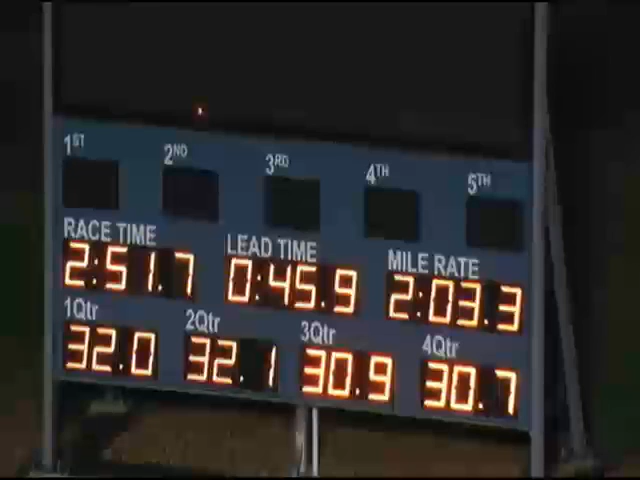 1ST 2ND 3RD 4TH 5TH
RACE TIME LEAD TIME MILE RATE
2:51.7 0:45.9 2:03.3
1Qtr 2Qtr 3Qtr 4Qtr
32.0 32.1 30.9 30.7